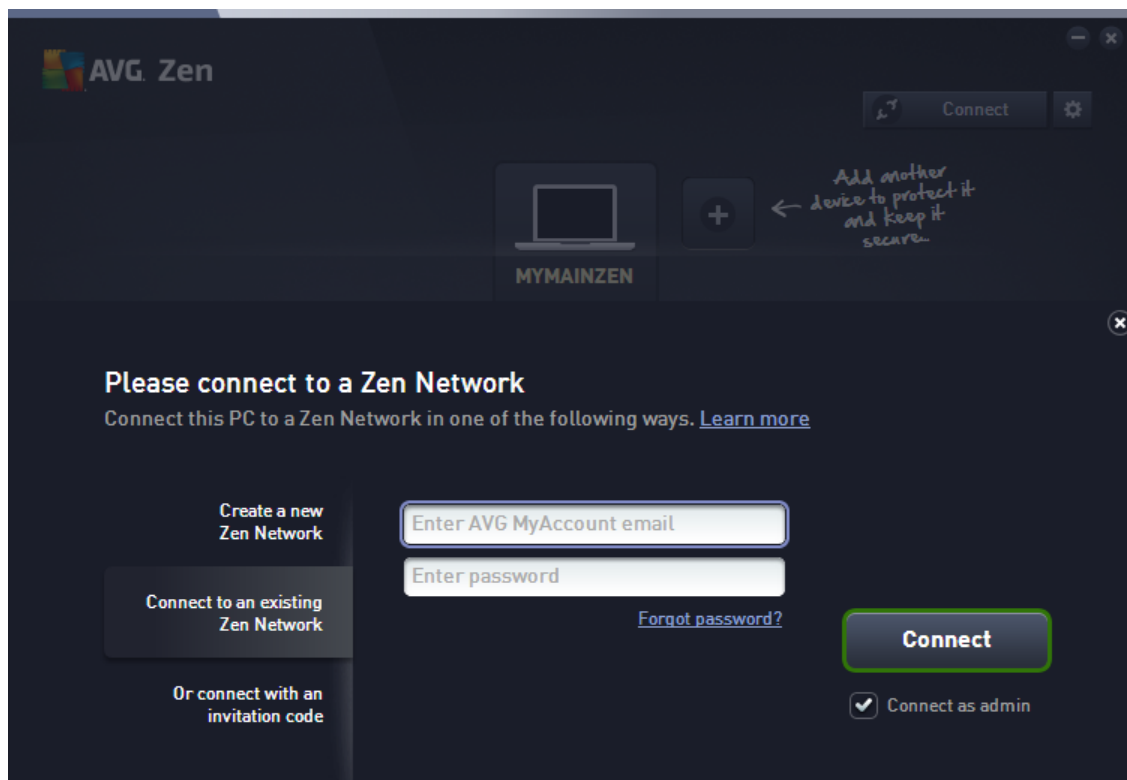 AVG. Zen
Connect
Add another
device to protect it
and keep it
secure...
MYMAINZEN
Please connect to a Zen Network
Connect this PC to a Zen Network in one of the following ways. Learn more
Create a new
Zen Network
Enter AVG MyAccount email
Enter password
Connect to an existing
Zen Network
Forgot password?
Connect
Or connect with an
invitation code
Connect as admin